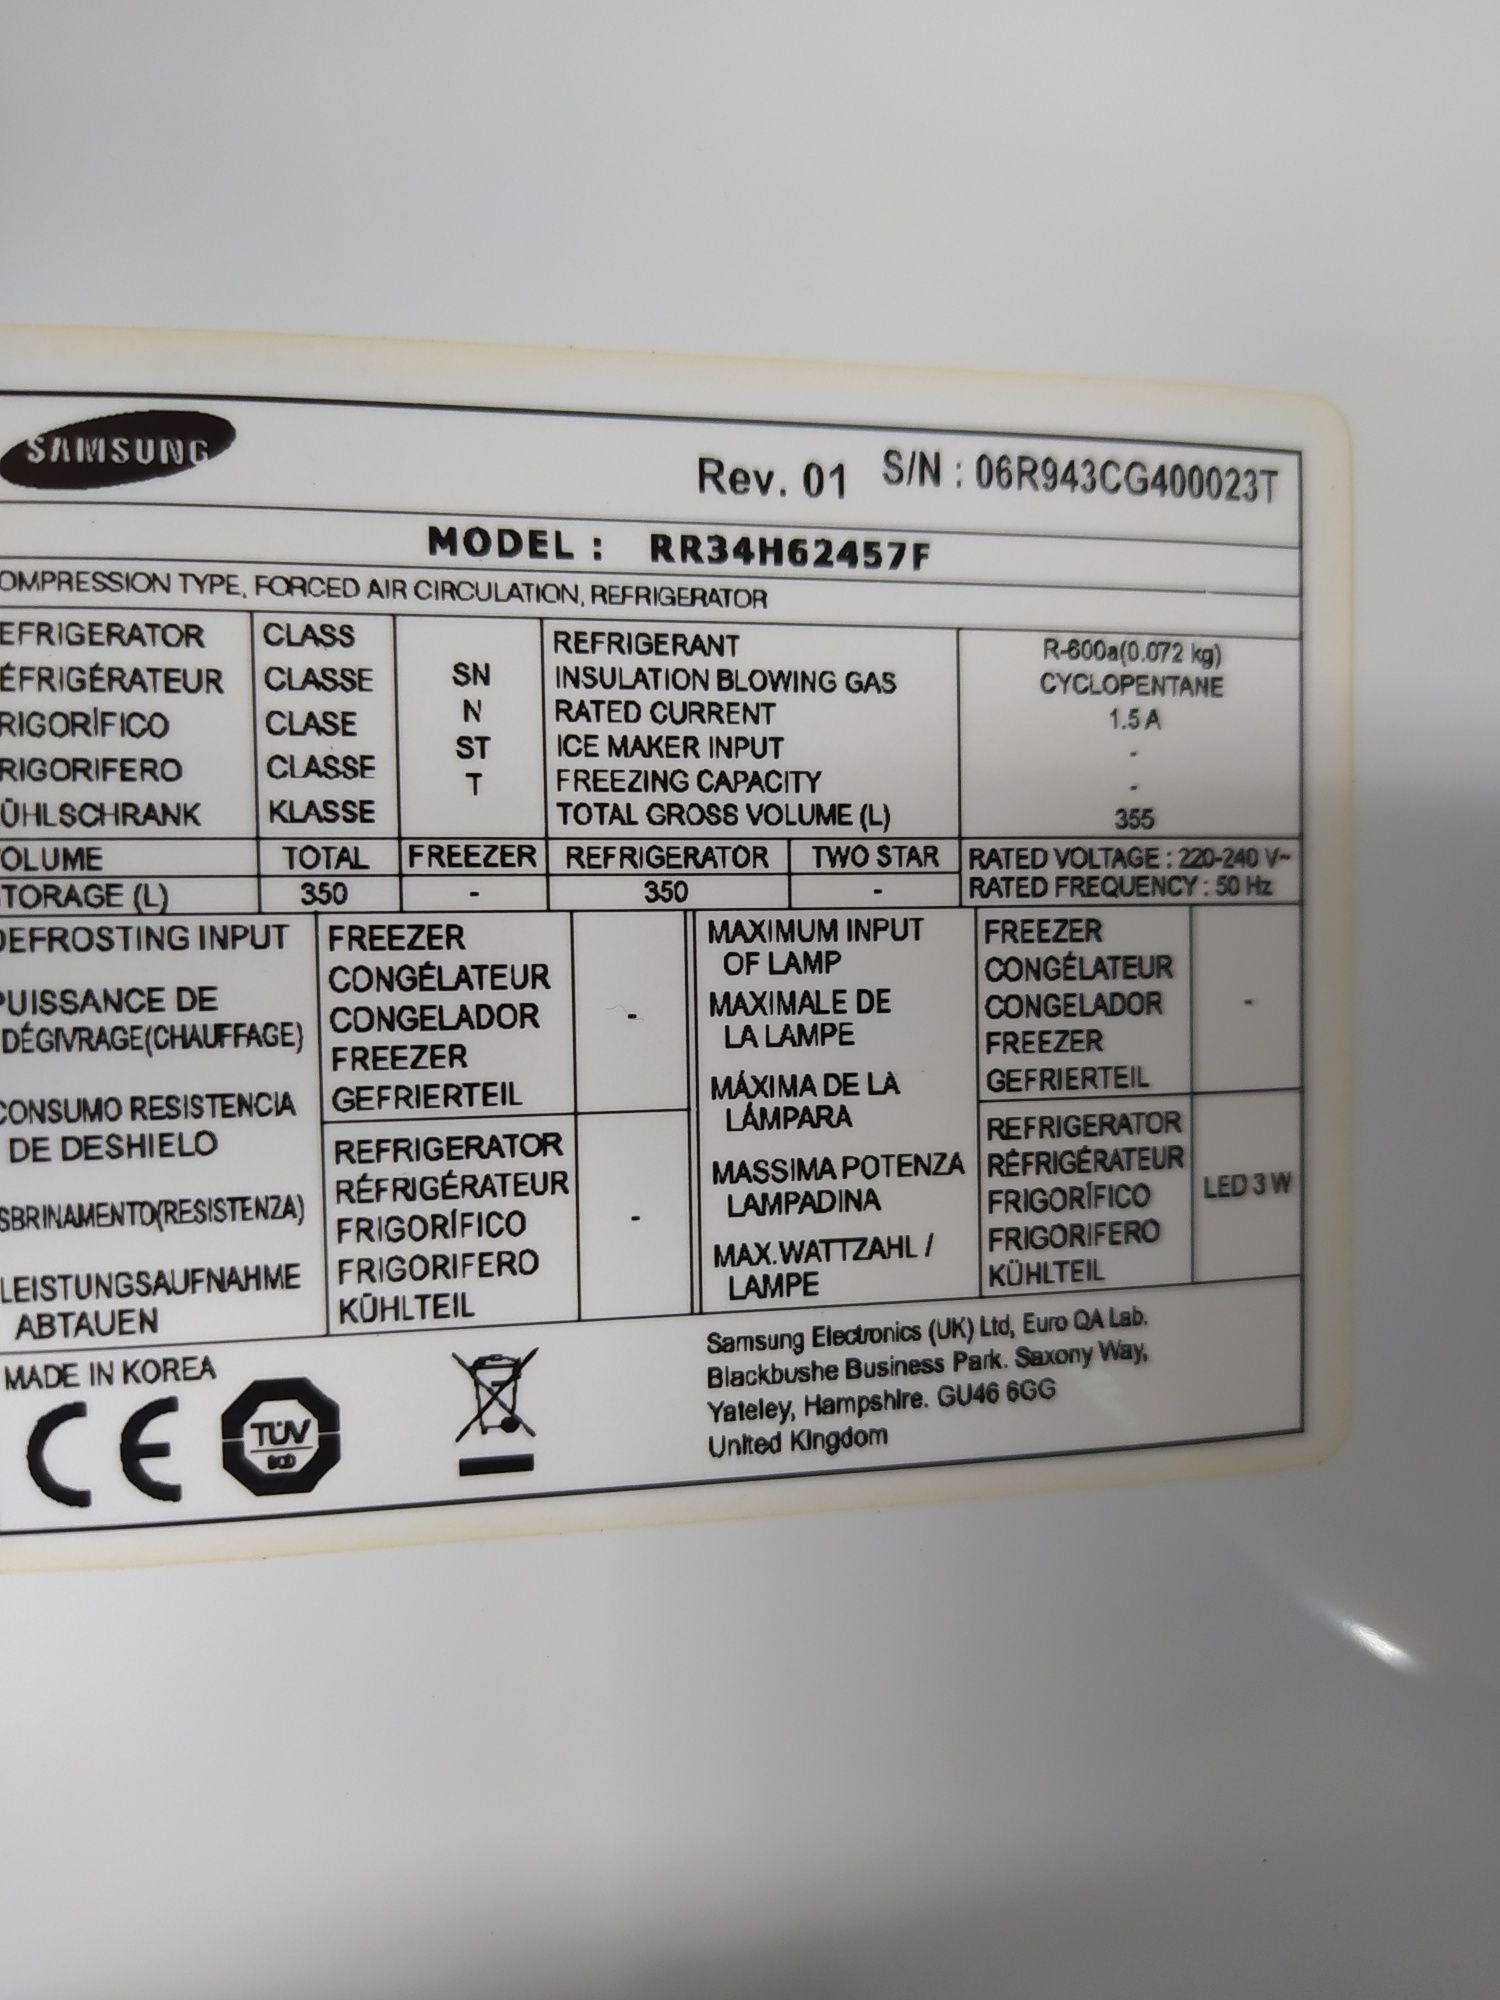 SAMSUNG
Rev. 01 S/N : 06R943CG400023T
MODEL : RR34H62457F
OMPRESSION TYPE, FORCED AIR CIRCULATION, REFRIGERATOR
EFRIGERATOR CLASS
ÉFRIGÉRATEUR CLASSE
RIGORÍFICO CLASE
RIGORIFERO CLASSE
ÜHLSCHRANK KLASSE
SN
N
ST
T
REFRIGERANT R-600a(0.072 kg)
INSULATION BLOWING GAS CYCLOPENTANE
RATED CURRENT 1.5 A
ICE MAKER INPUT -
FREEZING CAPACITY -
TOTAL GROSS VOLUME (L) 355
OLUME TOTAL FREEZER REFRIGERATOR TWO STAR
TORAGE (L) 350 - 350 -
RATED VOLTAGE : 220-240 V~
RATED FREQUENCY : 50 Hz
DEFROSTING INPUT
PUISSANCE DE
DÉGIVRAGE(CHAUFFAGE)
CONSUMO RESISTENCIA
DE DESHIELO
SBRINAMENTO(RESISTENZA)
LEISTUNGSAUFNAHME
ABTAUEN
FREEZER
CONGÉLATEUR
CONGELADOR
FREEZER
GEFRIERTEIL
-
REFRIGERATOR
RÉFRIGÉRATEUR
FRIGORÍFICO
FRIGORIFERO
KÜHLTEIL
-
MAXIMUM INPUT
OF LAMP
MAXIMALE DE
LA LAMPE
MÁXIMA DE LA
LÁMPARA
MASSIMA POTENZA
LAMPADINA
MAX.WATTZAHL /
LAMPE
FREEZER
CONGÉLATEUR
CONGELADOR
FREEZER
GEFRIERTEIL
-
REFRIGERATOR
RÉFRIGÉRATEUR
FRIGORÍFICO
FRIGORIFERO
KÜHLTEIL
LED 3 W
MADE IN KOREA
CE
TÜV
Samsung Electronics (UK) Ltd, Euro QA Lab.
Blackbushe Business Park. Saxony Way,
Yateley, Hampshire. GU46 6GG
United Kingdom